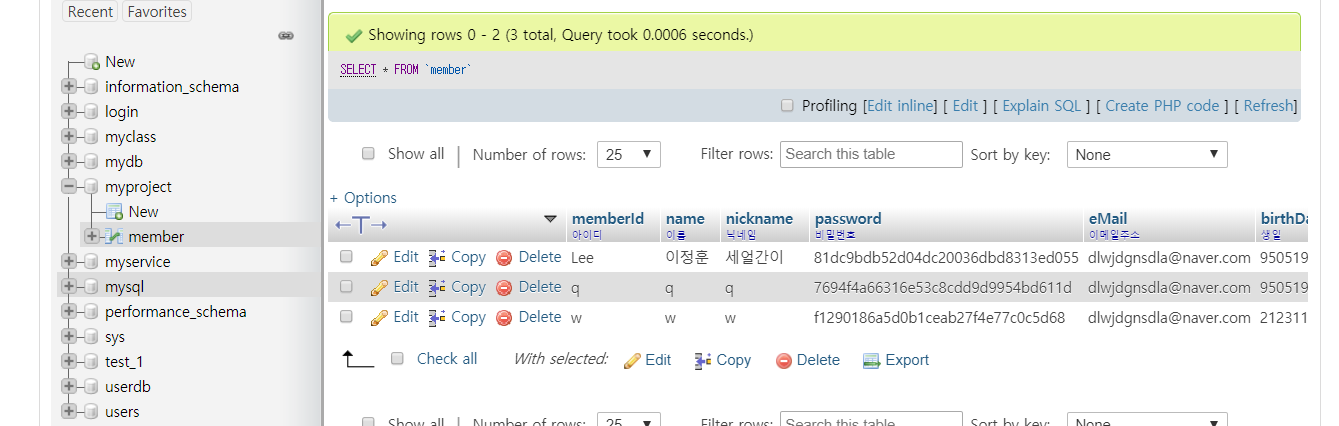 Recent Favorites
New
information_schema
login
myclass
mydb
myproject
New
member
myservice
mysql
performance_schema
sys
test_1
userdb
users
Showing rows 0 - 2 (3 total, Query took 0.0006 seconds.)
SELECT * FROM `member`
Profiling [Edit inline] [ Edit ] [ Explain SQL ] [ Create PHP code ] [ Refresh]
Show all | Number of rows: 25 Filter rows: Search this table Sort by key: None
+ Options
←T→ memberId name nickname password eMail birthDa
아이디 이름 닉네임 비밀번호 이메일주소 생일
Edit Copy Delete Lee 이정훈 세얼간이 81dc9bdb52d04dc20036dbd8313ed055 dlwjdgnsdla@naver.com 950519
Edit Copy Delete q q q 7694f4a66316e53c8cdd9d9954bd611d dlwjdgnsdla@naver.com 950519
Edit Copy Delete w w w f1290186a5d0b1ceab27f4e77c0c5d68 dlwjdgnsdla@naver.com 212311
Check all With selected: Edit Copy Delete Export
Show all | Number of rows: 25 Filter rows: Search this table Sort by key: None